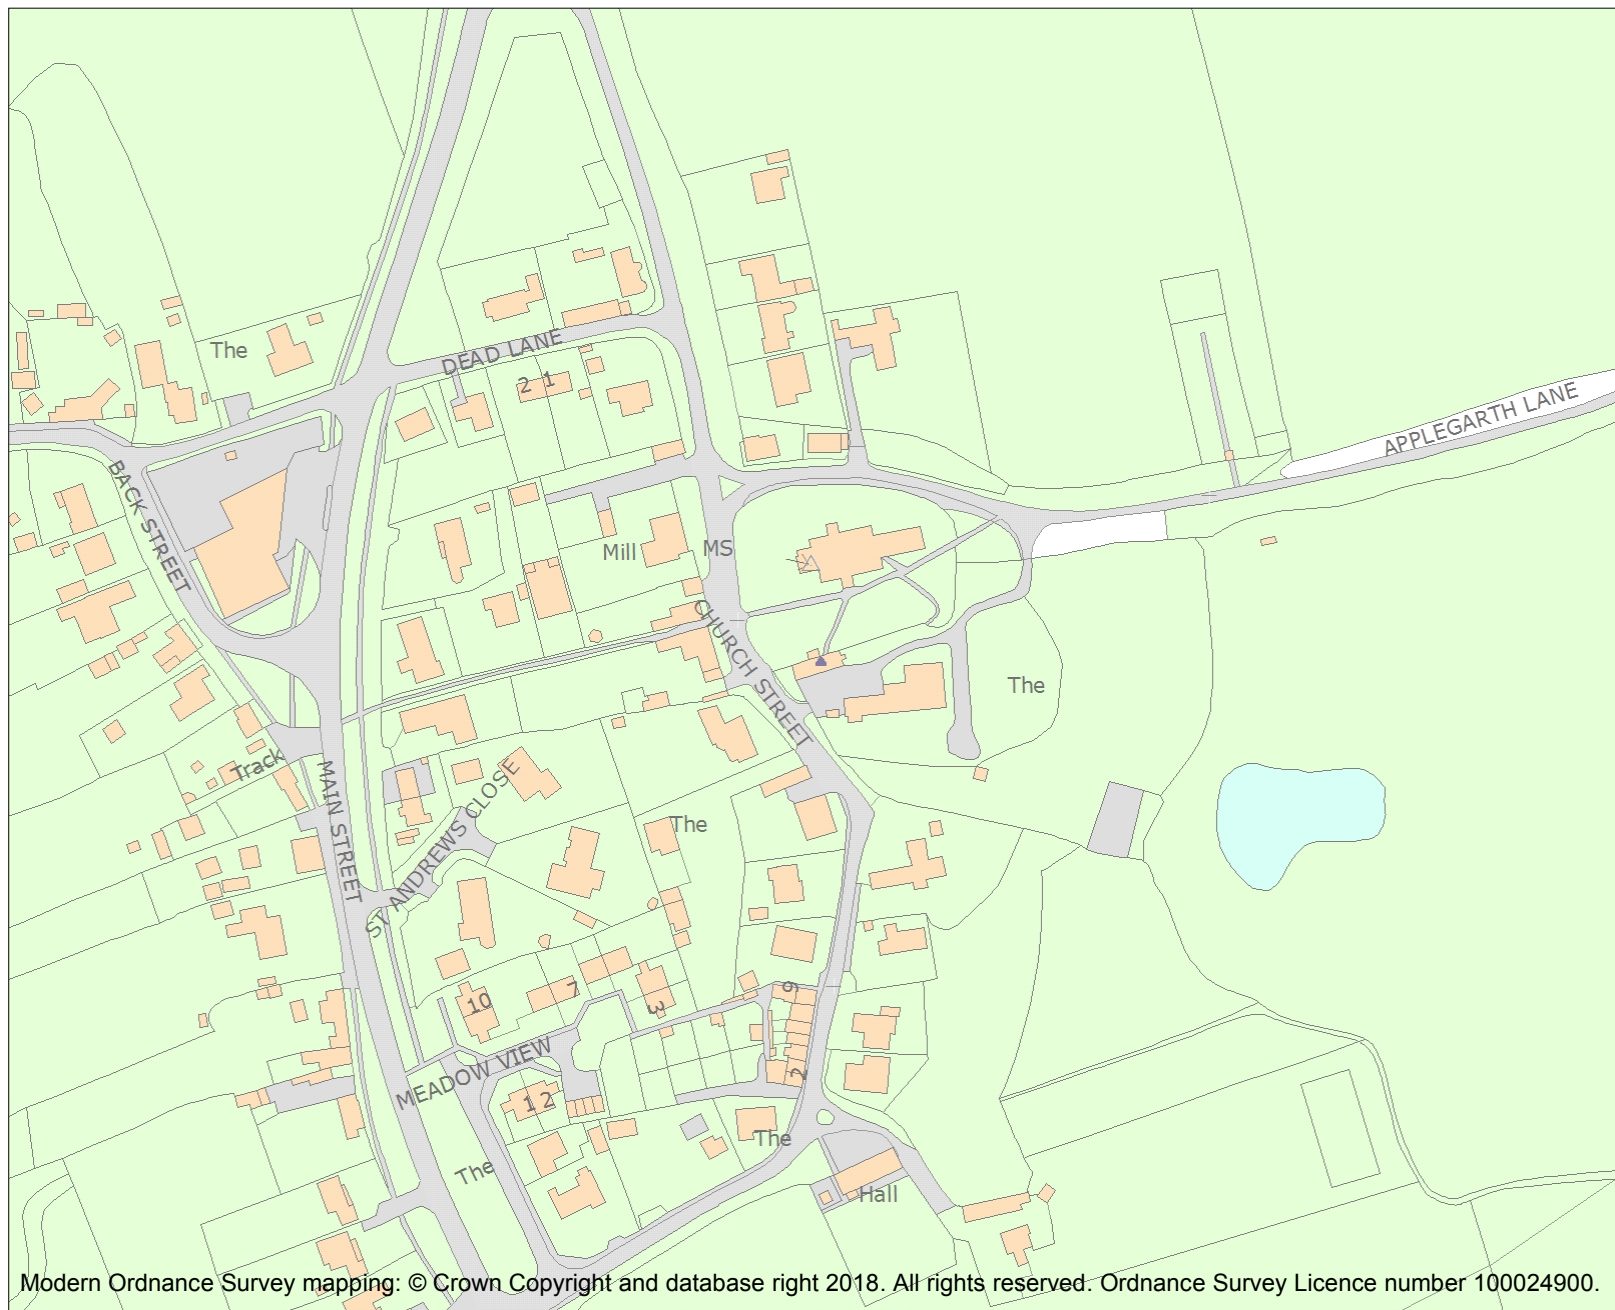 The
DEAD LANE
2 1
APPLEGARTH LANE
BACK STREET
Mill
MS
CHURCH STREET
The
Track
MAIN STREET
ST ANDREWS CLOSE
The
10
7
3
9
2
MEADOW VIEW
1 2
The
The
Hall
Modern Ordnance Survey mapping: © Crown Copyright and database right 2018. All rights reserved. Ordnance Survey Licence number 100024900.